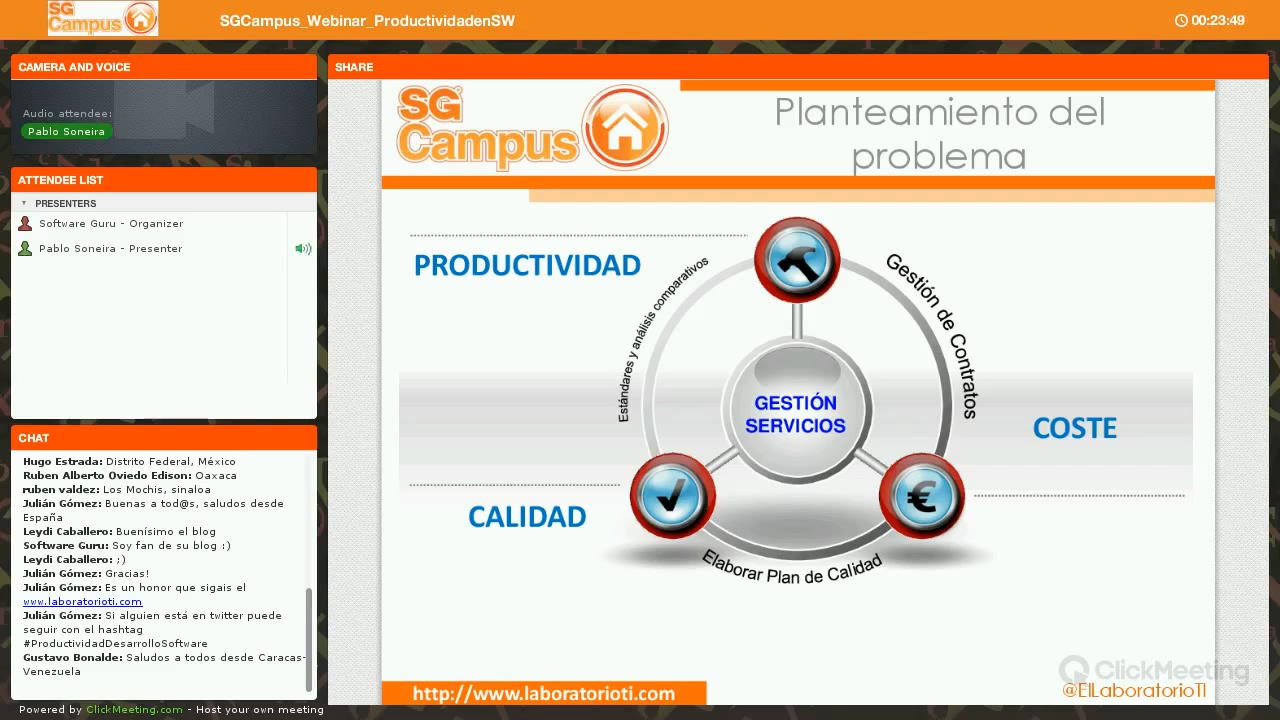 SG
Campus
SGCampus_Webinar_ProductividadenSW
00:23:49
CAMERA AND VOICE
Audio attendee:
Pablo Soneira
ATTENDEE LIST
PRESENTERS
Software Guru - Organizer
Pablo Soneira - Presenter
CHAT
Hugo Estrada: Distrito Federal, México
Ruben Alberto Oviedo Edison: Oaxaca
ruben valdez: Los Mochis, sinaloa
Julián Gómez: Buenas a tod@s, saludos desde
España
Leydi Caballero: Buenísimo el blog
Software Guru: Soy fan de su blog :)
Leydi Caballero: ;)
Julián Gómez: Gracias!
Julián Gómez: Es un honor que sigais el
www.laboratorioti.com
Julián Gómez: Si alguien está en twitter puede
seguir con el hashtag
#ProductividadDesarrolloSoftware
Gustavo Bonalde: Saludos a todos desde Caracas-
Venezuela
Powered by ClickMeeting.com - Host your own meeting
SHARE
SG
Campus
Planteamiento del
problema
PRODUCTIVIDAD
Estándares y análisis comparativos
Gestión de Contratos
GESTIÓN
SERVICIOS
COSTE
€
CALIDAD
Elaborar Plan de Calidad
ClickMeeting
http://www.laboratorioti.com
@ElLaboratorioTI